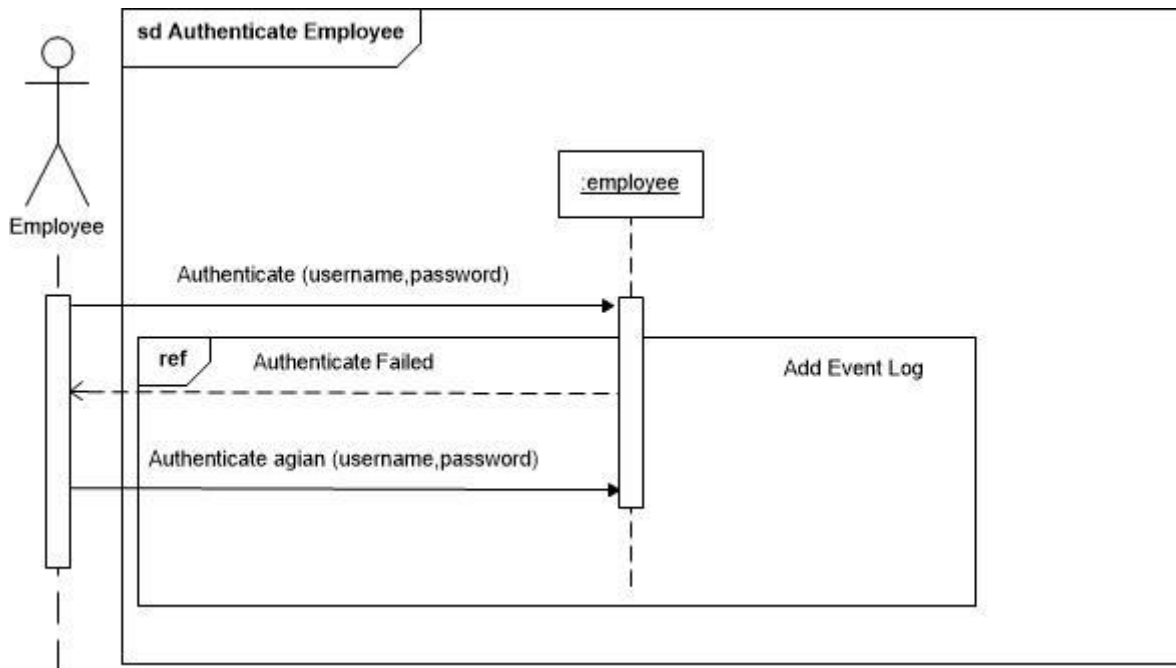 sd Authenticate Employee
:employee
Employee
Authenticate (username,password)
ref
Authenticate Failed
Add Event Log
Authenticate agian (username,password)